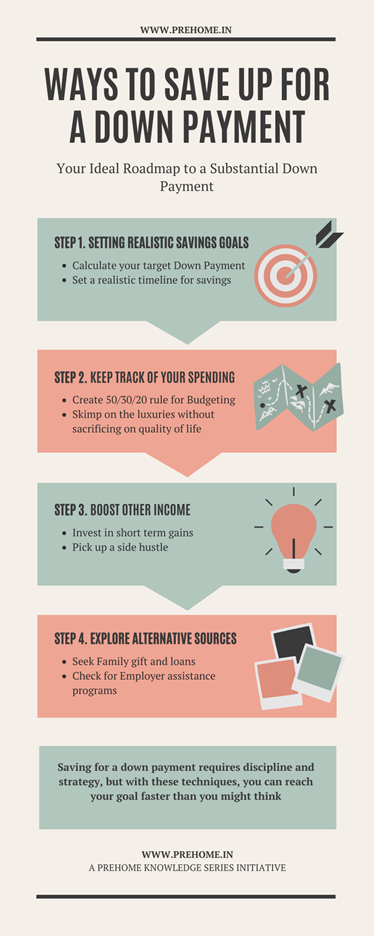 WWW.PREHOME.IN
WAYS TO SAVE UP FOR
A DOWN PAYMENT
Your Ideal Roadmap to a Substantial Down
Payment
STEP 1. SETTING REALISTIC SAVINGS GOALS
• Calculate your target Down Payment
• Set a realistic timeline for savings
STEP 2. KEEP TRACK OF YOUR SPENDING
• Create 50/30/20 rule for Budgeting
• Skimp on the luxuries without
sacrificing on quality of life
STEP 3. BOOST OTHER INCOME
• Invest in short term gains
• Pick up a side hustle
STEP 4. EXPLORE ALTERNATIVE SOURCES
• Seek Family gift and loans
• Check for Employer assistance
programs
Saving for a down payment requires discipline and
strategy, but with these techniques, you can reach
your goal faster than you might think
WWW.PREHOME.IN
A PREHOME KNOWLEDGE SERIES INITIATIVE